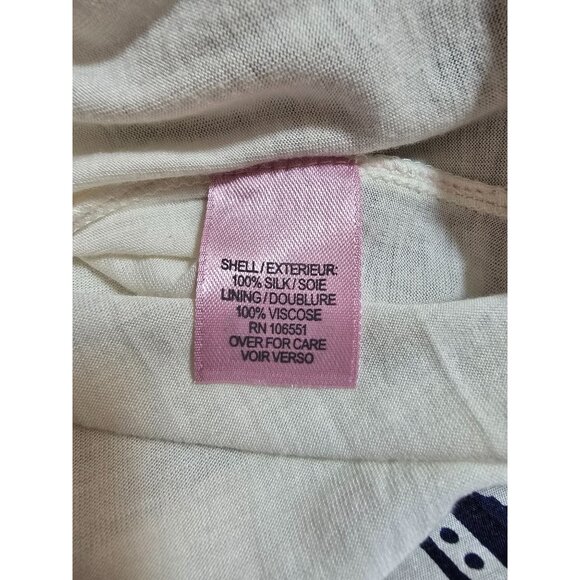 SHELL/EXTERIEUR:
100% SILK/SOIE
LINING/DOUBLURE
100% VISCOSE
RN 106551
OVER FOR CARE
VOIR VERSO